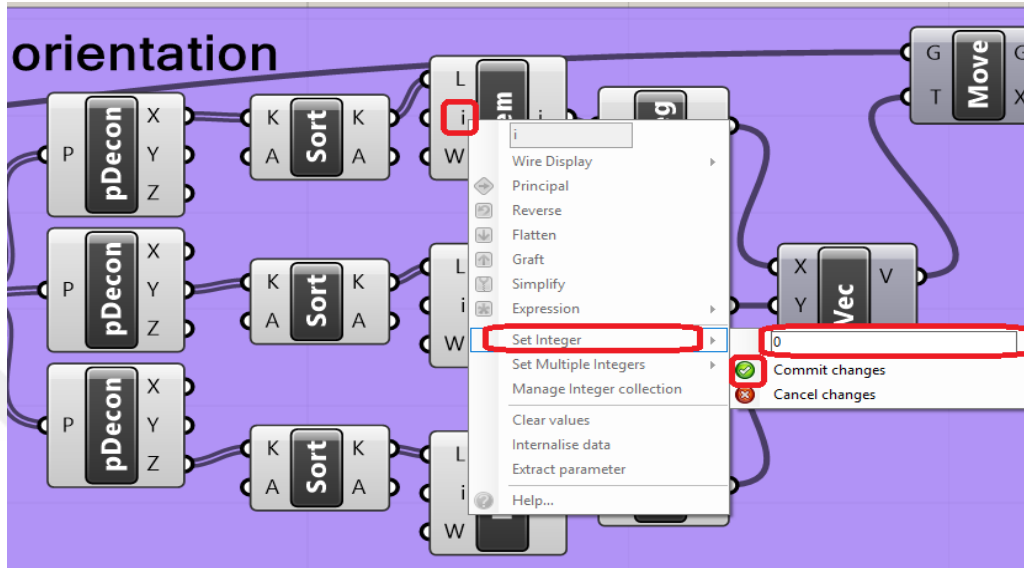 orientation
G
G
T
Move
X
P
pDecon
X
Y
Z
K
A
Sort
K
A
L
i
W
em
i
i
Wire Display
Principal
Reverse
Flatten
Graft
Simplify
Expression
Set Integer
Set Multiple Integers
Manage Integer collection
Clear values
Internalise data
Extract parameter
Help...
0
Commit changes
Cancel changes
P
pDecon
X
Y
Z
K
A
Sort
K
A
L
i
W
X
Y
Vec
V
P
pDecon
X
Y
Z
K
A
Sort
K
A
L
i
W